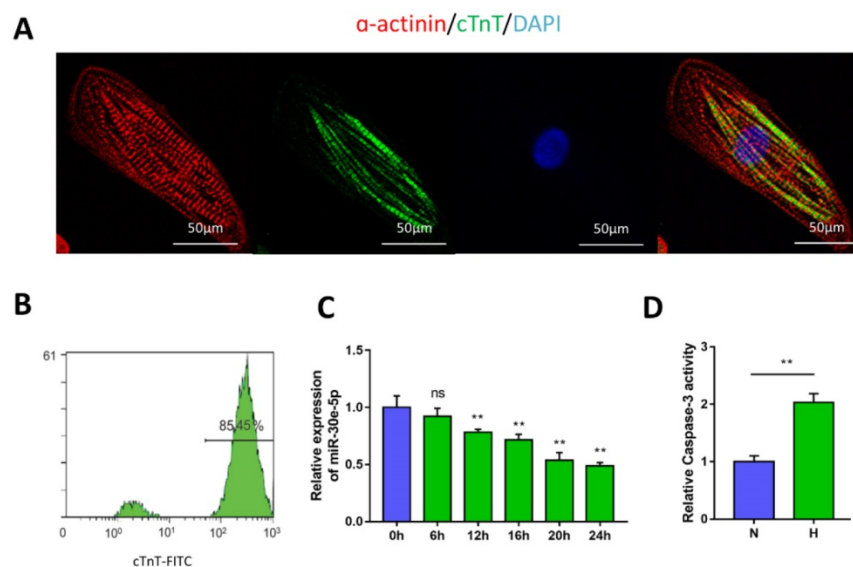 α-actinin/cTnT/DAPI
A
50μm
50μm
50μm
50μm
B
61
85.45%
0
10⁰
10¹
10²
10³
cTnT-FITC
C
Relative expression
of miR-30e-5p
1.5
1.0
0.5
0.0
ns
**
**
**
**
0h
6h
12h
16h
20h
24h
D
Relative Caspase-3 activity
3
2
1
0
**
N
H